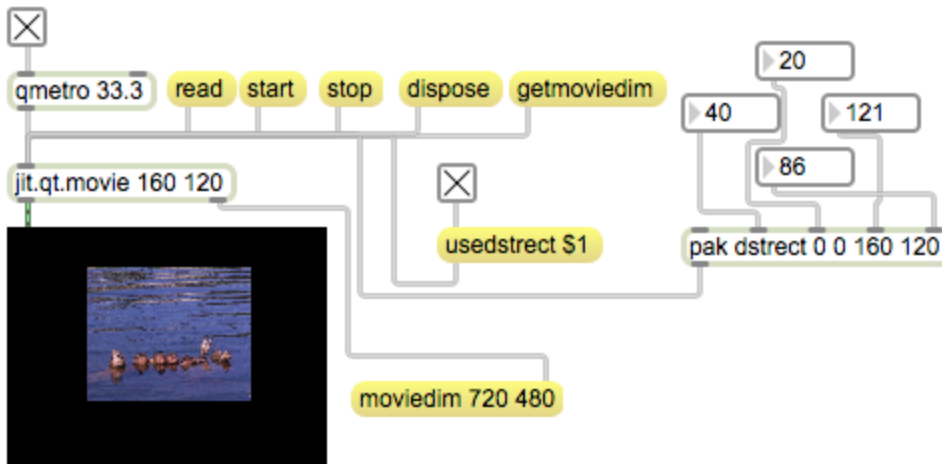 qmetro 33.3
read
start
stop
dispose
getmoviedim
20
40
121
86
jit.qt.movie 160 120
usedstrect $1
pak dstrect 0 0 160 120
moviedim 720 480